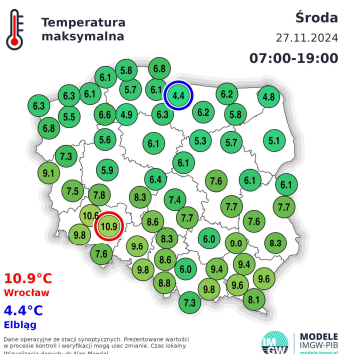 Temperatura
maksymalna
Środa
27.11.2024
07:00-19:00
5.8 6.8
6.1
6.3 6.1 5.7 6.1 4.4 6.2 4.8
6.3
5.5 6.6 4.9 6.3 6.2 5.8
6.8
5.6 6.1 5.3 5.7 5.1
7.3
6.1
9.1 5.9
6.4 7.6 6.1 6.1
7.5 7.8 8.3 7.4
7.7 7.7
10.6 7.7
10.9 8.6 7.6
9.8 8.3 6.0
9.6 9.0 8.3
7.6
8.6 6.0 9.4 9.4
9.8
8.8 9.6 9.6
9.8
7.3 8.1
10.9°C
Wrocław
4.4°C
Elbląg
Dane operacyjne ze stacji synoptycznych. Prezentowane wartości
w procesie kontroli i weryfikacji mogą ulec zmianie. Czas lokalny.
IM
GW
MODELE
IMGW-PIB